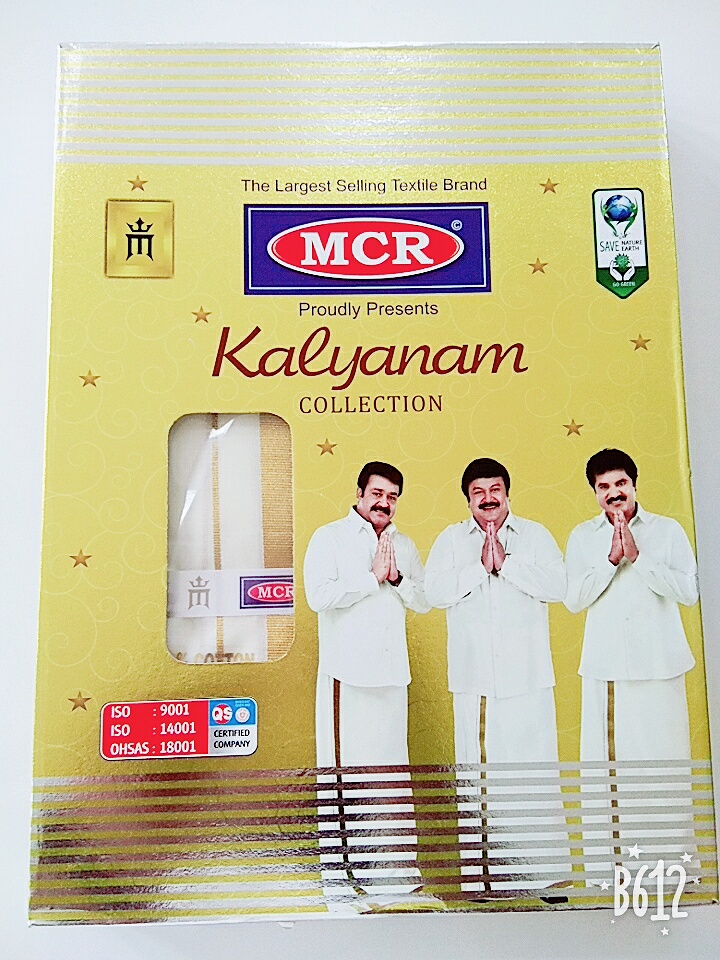 The Largest Selling Textile Brand
MCR ©
Proudly Presents
Kalyanam
COLLECTION
SAVE NATURE
EARTH
GO GREEN
MCR
% COTTON
ISO : 9001
ISO : 14001
OHSAS : 18001
QS
CERTIFIED
COMPANY
B612